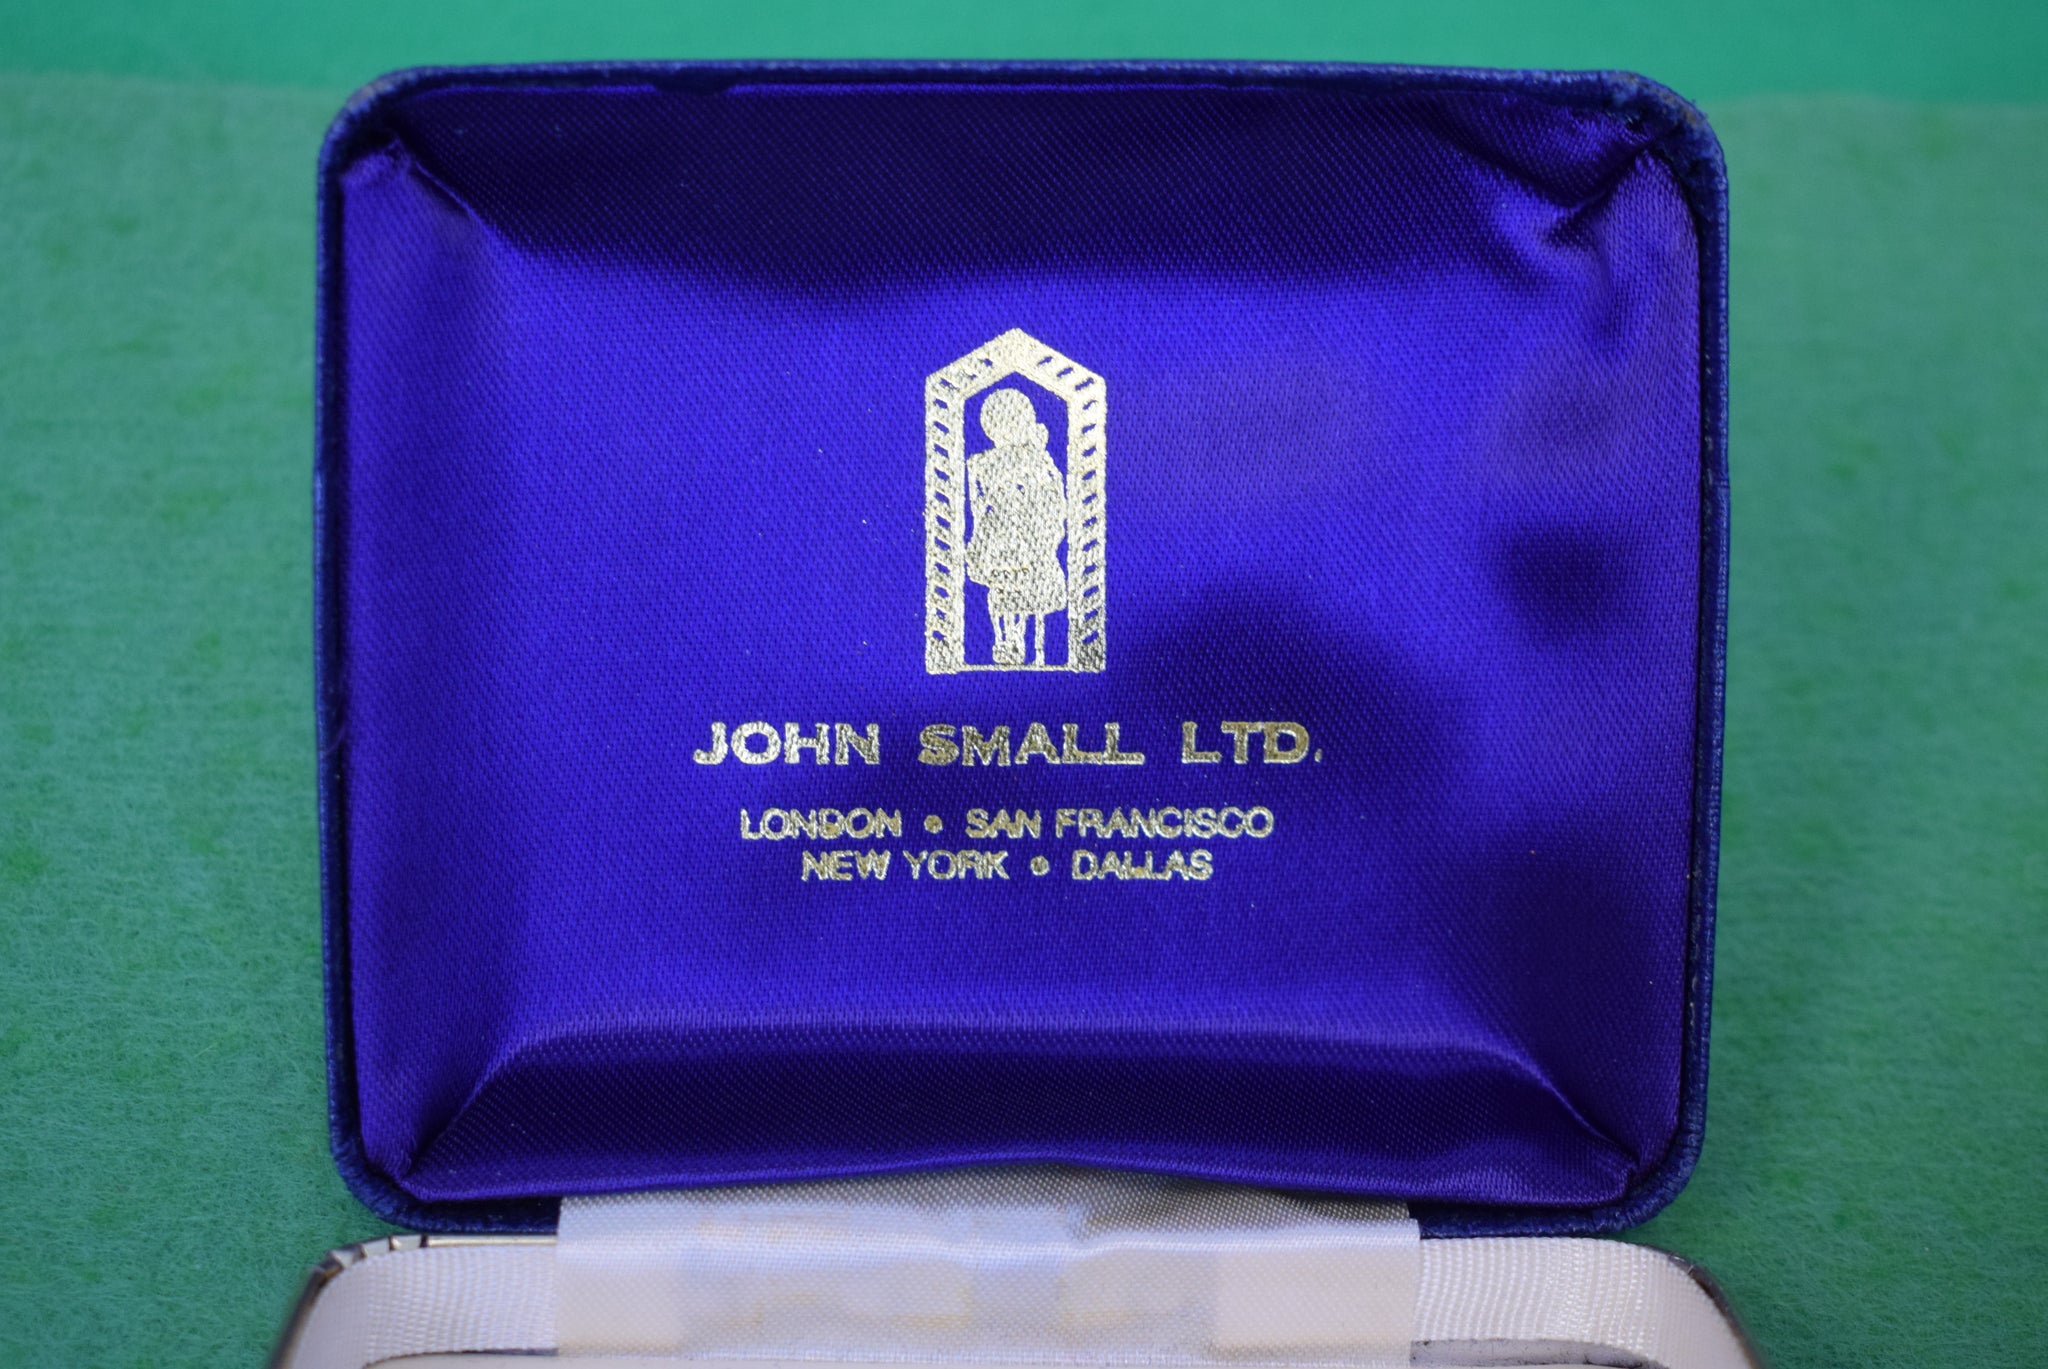 JOHN SMALL LTD.
LONDON • SAN FRANCISCO
NEW YORK • DALLAS